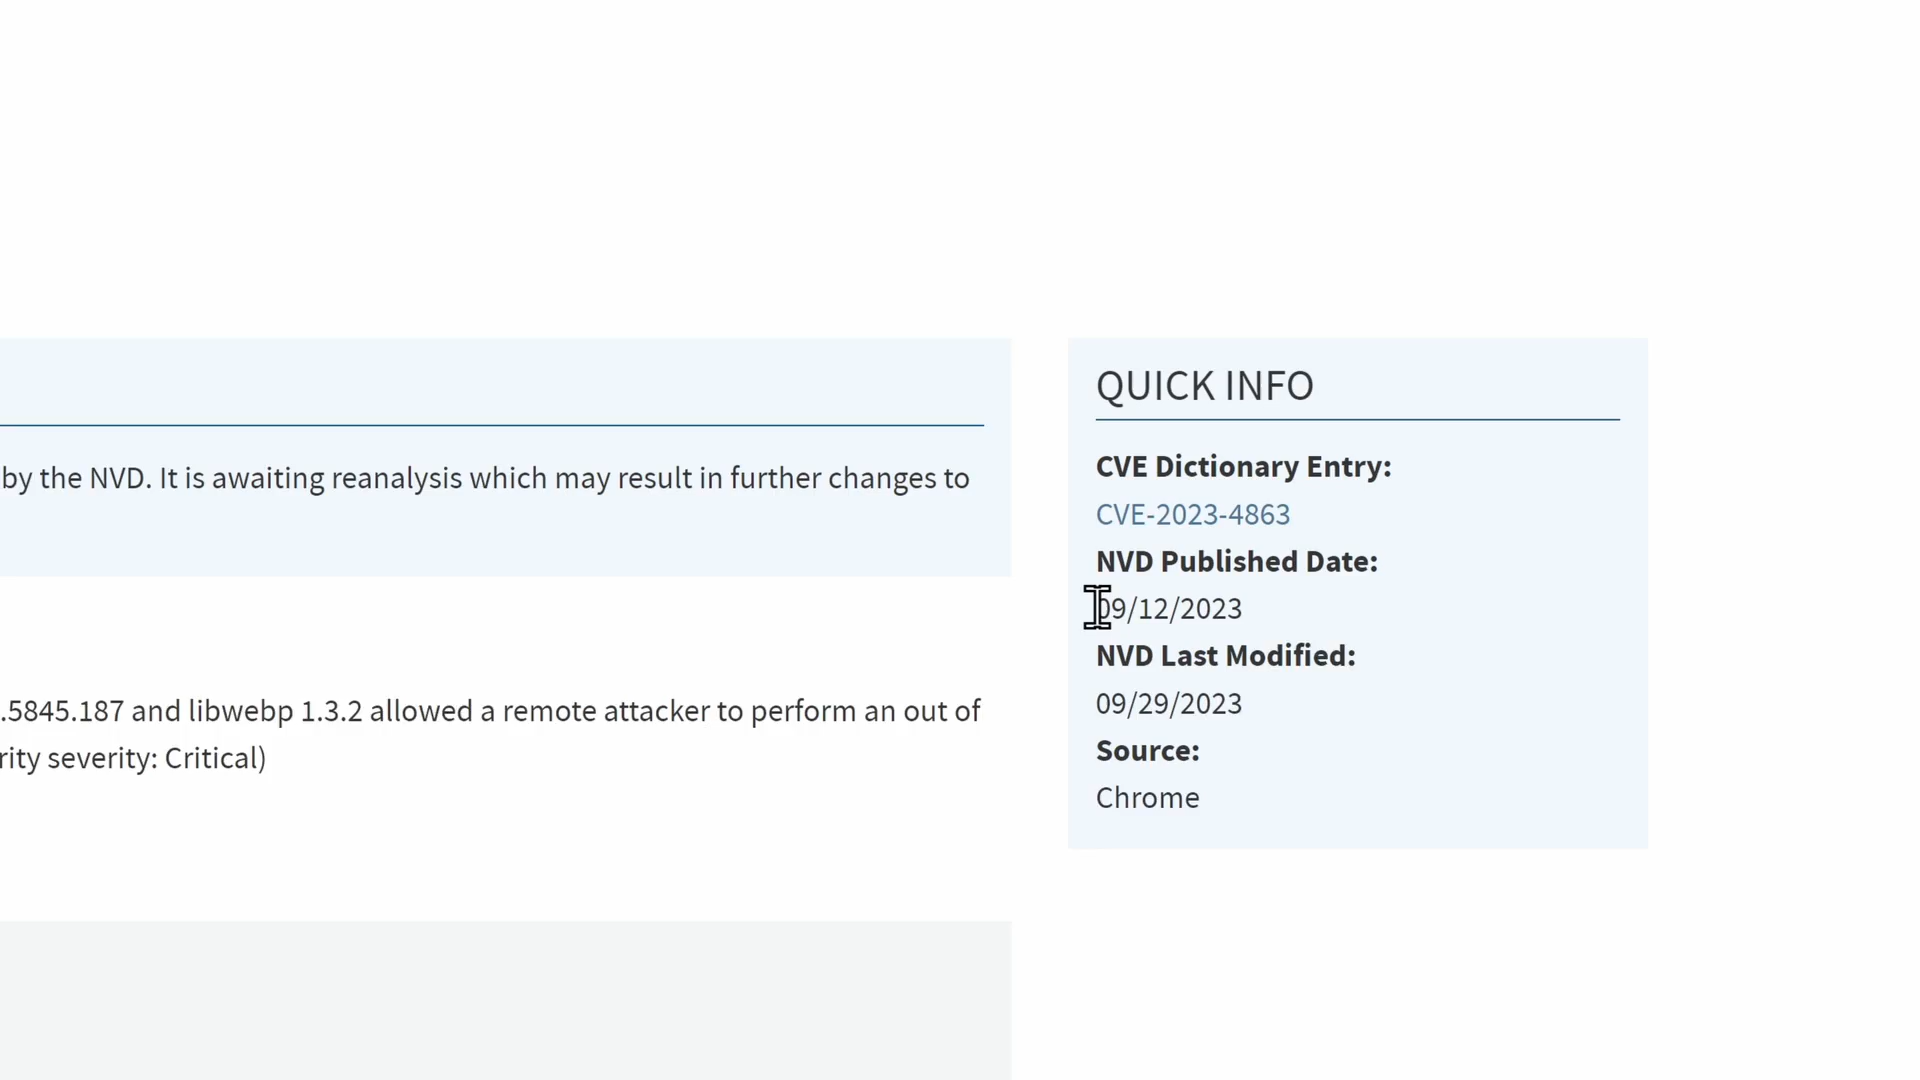 by the NVD. It is awaiting reanalysis which may result in further changes to
.5845.187 and libwebp 1.3.2 allowed a remote attacker to perform an out of
rity severity: Critical)
QUICK INFO
CVE Dictionary Entry:
CVE-2023-4863
NVD Published Date:
09/12/2023
NVD Last Modified:
09/29/2023
Source:
Chrome